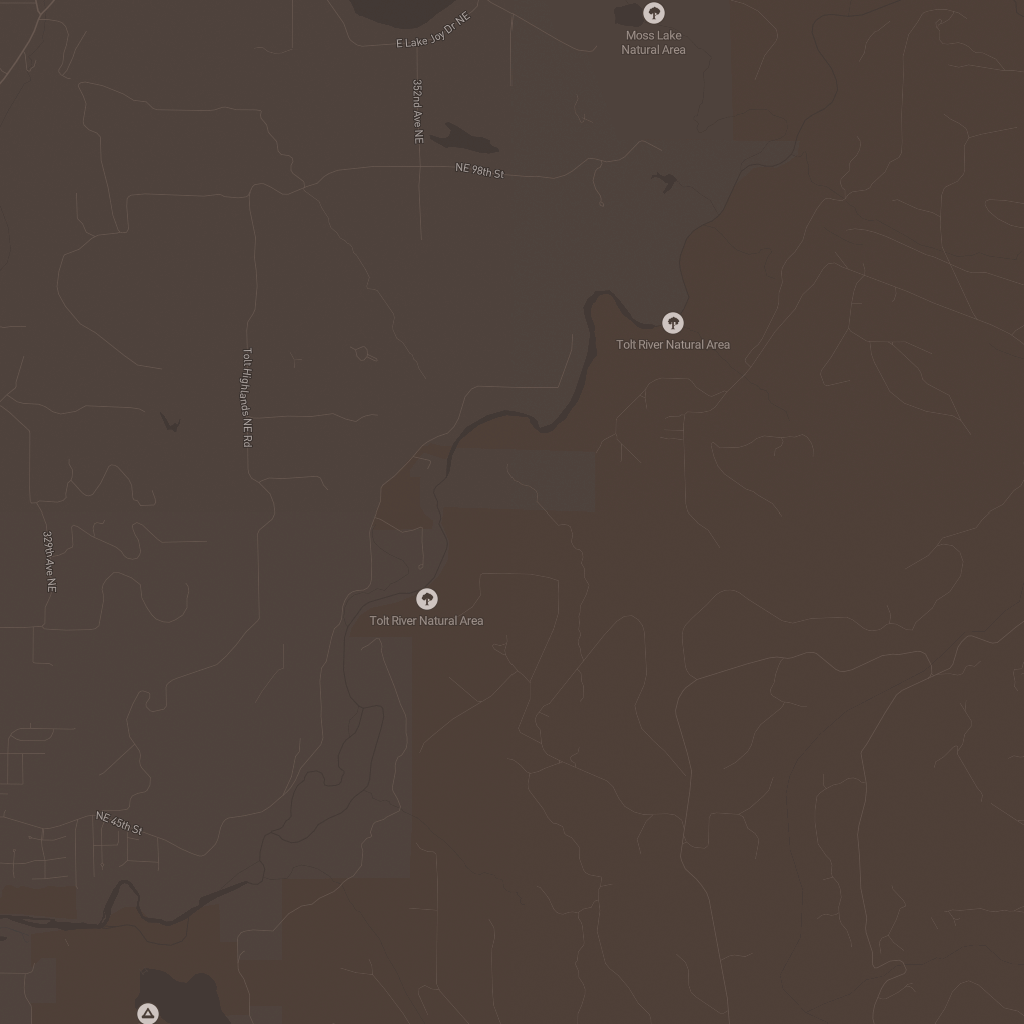 E Lake Joy Dr NE
Moss Lake
Natural Area
352nd Ave NE
NE 98th St
Tolt River Natural Area
Tolt Highlands NE Rd
329th Ave NE
Tolt River Natural Area
NE 45th St